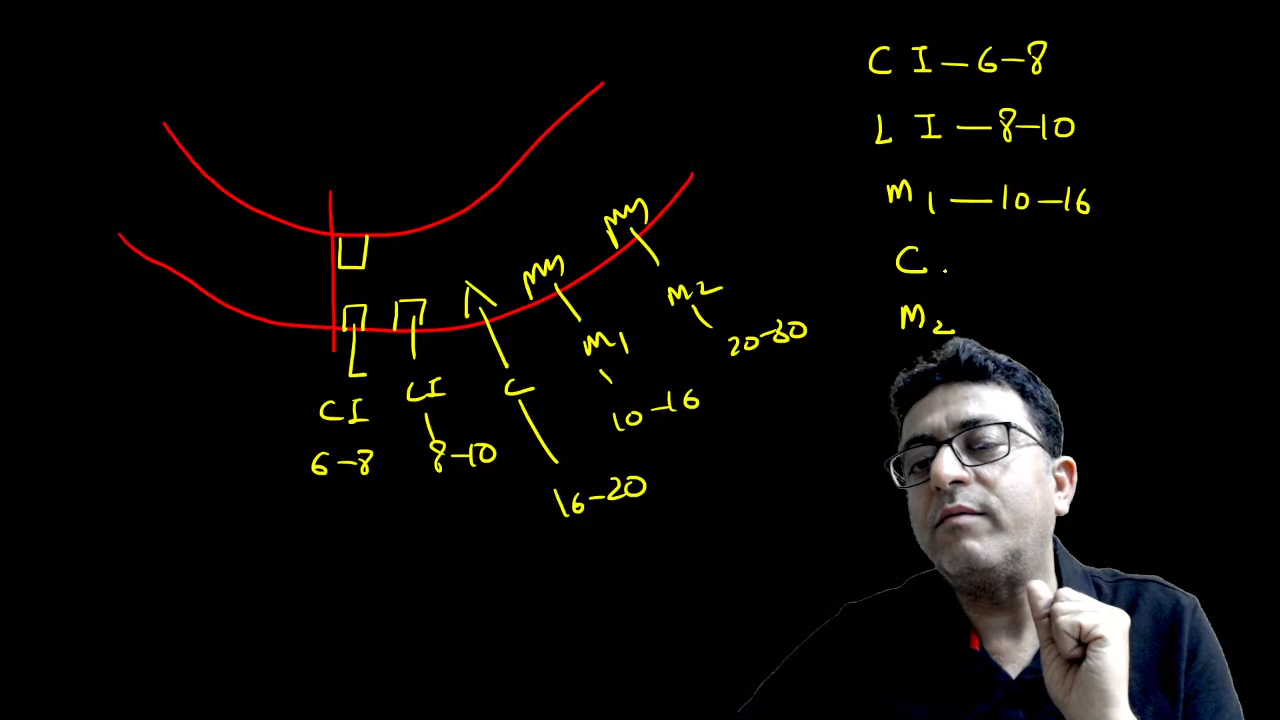 C I - 6-8
L I - 8-10
M1 - 10-16
C .
M2
CI
6-8
LI
8-10
C
16-20
M1
10-16
M2
20-30